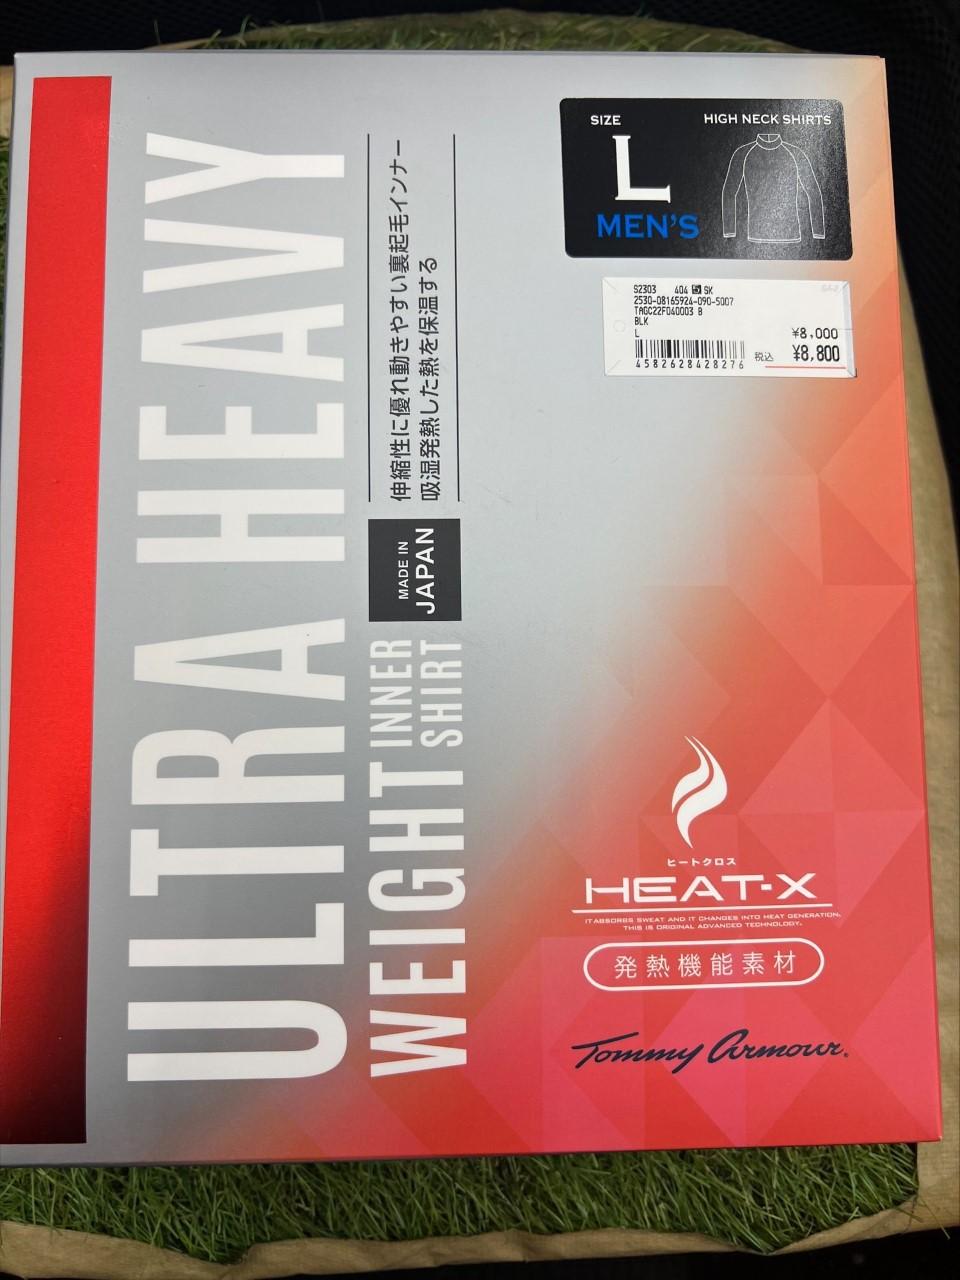 SIZE
L
MEN'S
HIGH NECK SHIRTS
S2303 404 SK
2530-08165924-090-5007
TAGC22F040003 B
BLK
L
¥8,000
税込 ¥8,800
4582628428276
ULTRA HEAVY
WEIGHT INNER SHIRT
MADE IN
JAPAN
伸縮性に優れ動きやすい裏起毛インナー
吸湿発熱した熱を保温する
ヒートクロス
HEAT-X
IT ABSORBS SWEAT AND IT CHANGES INTO HEAT GENERATION.
THIS IS ORIGINAL ADVANCED TECHNOLOGY.
発熱機能素材
Tommy Armour.